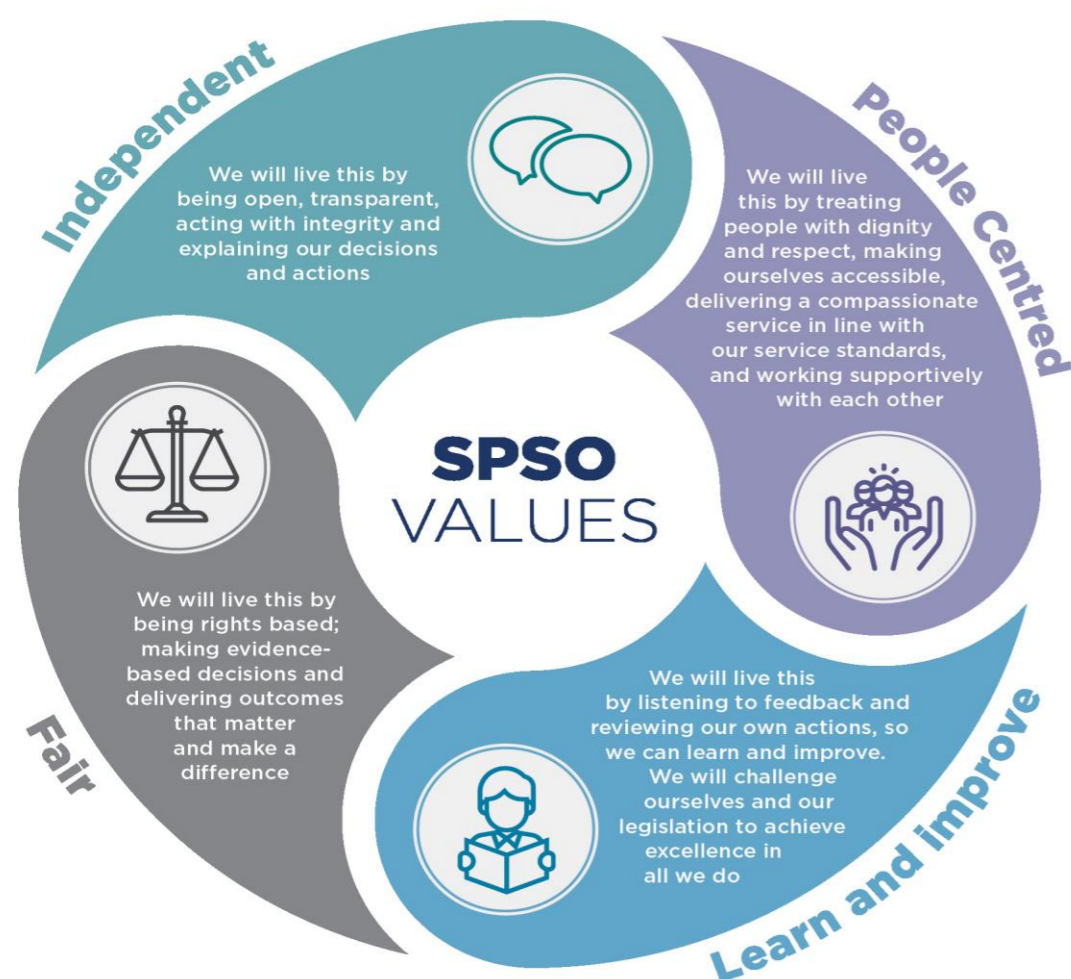 Independent
We will live this by
being open, transparent,
acting with integrity and
explaining our decisions
and actions
People Centred
We will live
this by treating
people with dignity
and respect, making
ourselves accessible,
delivering a compassionate
service in line with
our service standards,
and working supportively
with each other
SPSO
VALUES
Fair
We will live this by
being rights based;
making evidence-
based decisions and
delivering outcomes
that matter
and make a
difference
Learn and improve
We will live this
by listening to feedback and
reviewing our own actions, so
we can learn and improve.
We will challenge
ourselves and our
legislation to achieve
excellence in
all we do